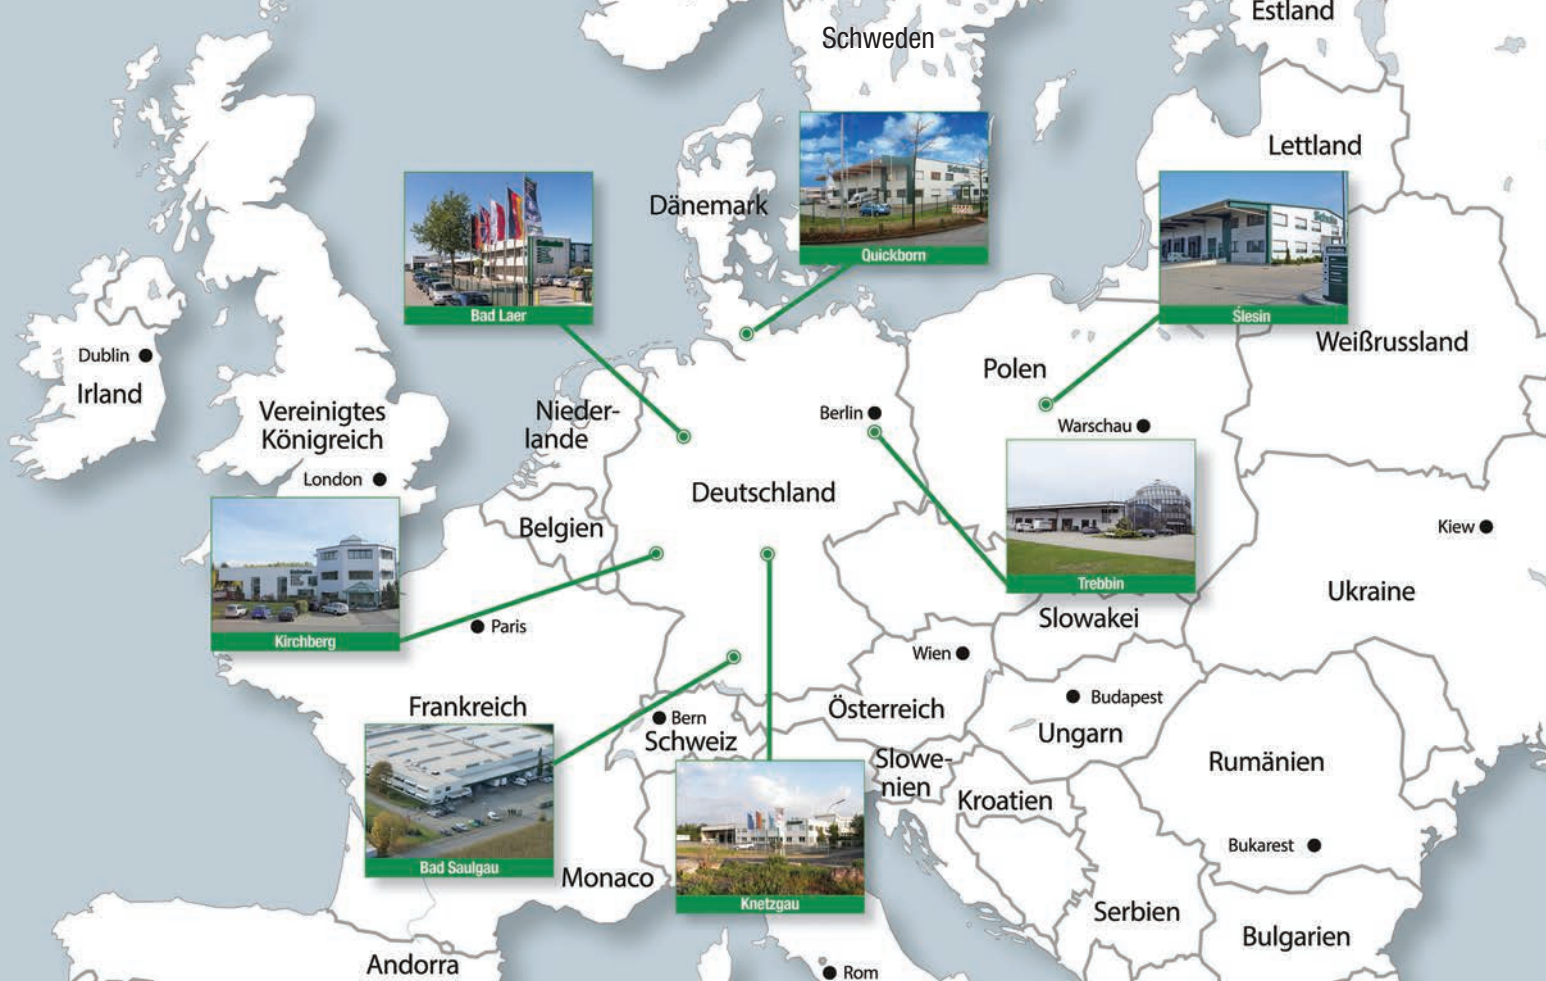 Estland
Schweden
Lettland
Dänemark
Quickborn
Bad Laer
Ślesin
Weißrussland
Dublin
Irland
Polen
Vereinigtes
Königreich
Nieder-
lande
Berlin
Warschau
London
Deutschland
Belgien
Kiew
Trebbin
Ukraine
Kirchberg
Paris
Slowakei
Wien
Budapest
Frankreich
Bern
Schweiz
Österreich
Ungarn
Slowe-
nien
Rumänien
Kroatien
Bukarest
Bad Saulgau
Monaco
Knetzgau
Serbien
Bulgarien
Andorra
Rom